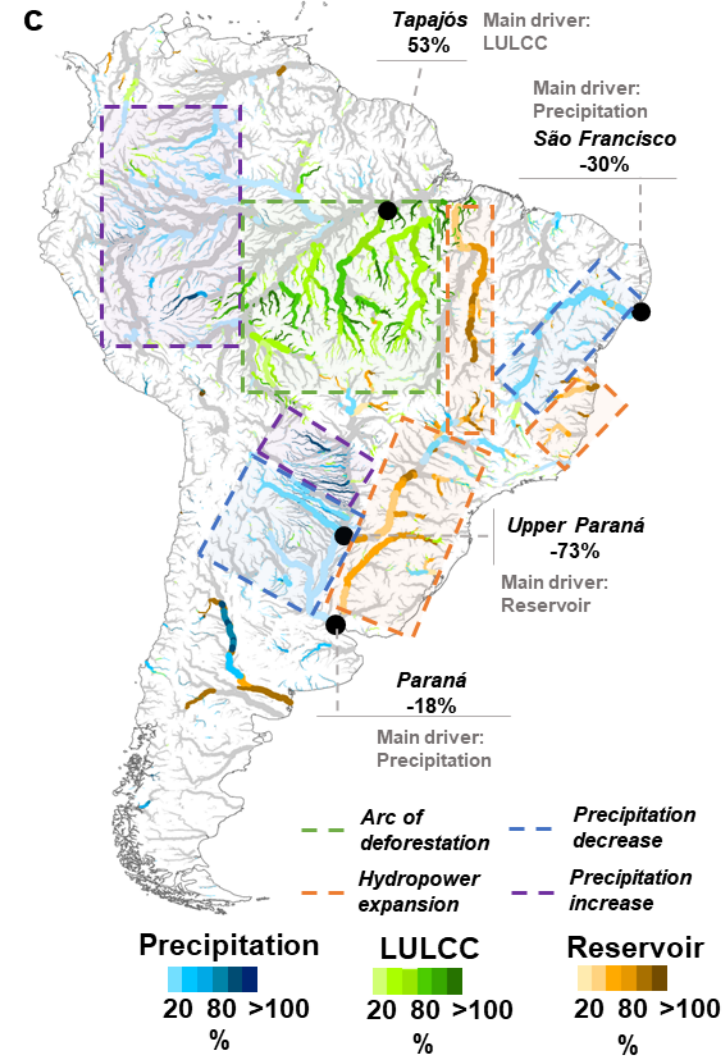 C
Tapajós
53%
Main driver:
LULCC
Main driver:
Precipitation
São Francisco
-30%
Upper Paraná
-73%
Main driver:
Reservoir
Paraná
-18%
Main driver:
Precipitation
Arc of
deforestation
Precipitation
decrease
Hydropower
expansion
Precipitation
increase
Precipitation
20 80 >100
%
LULCC
20 80 >100
%
Reservoir
20 80 >100
%